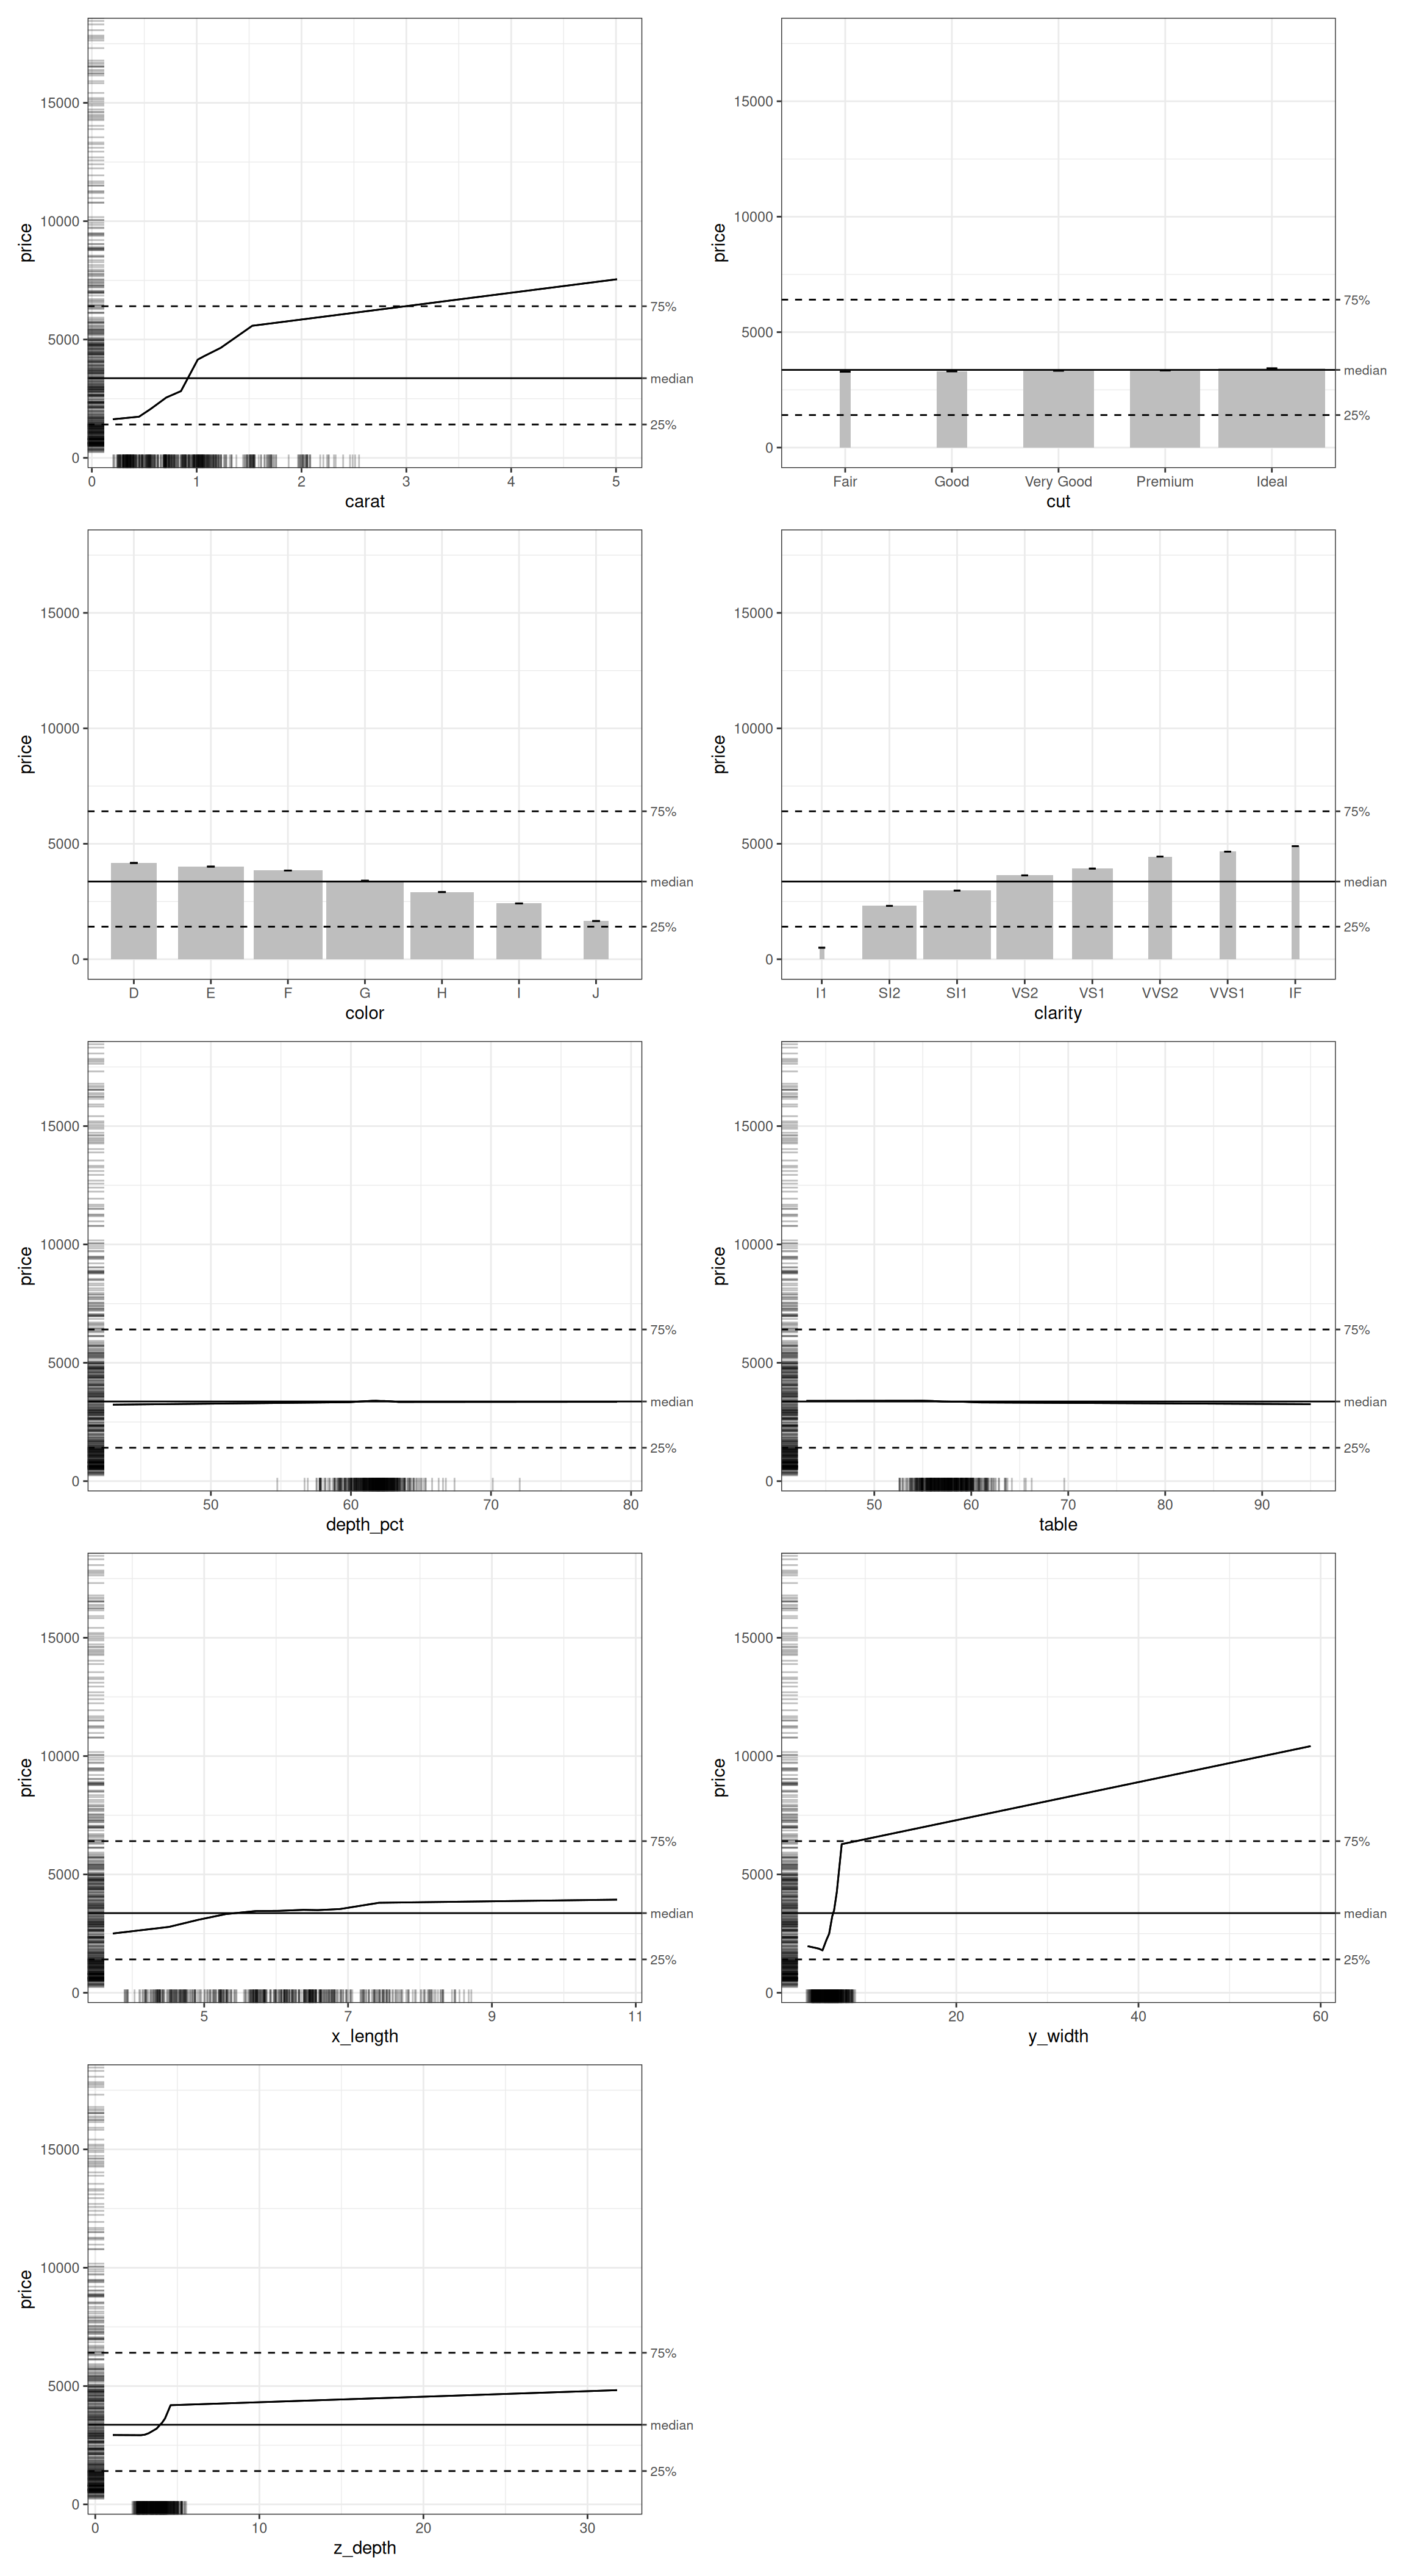 price
15000
10000
5000
0
75%
median
25%
0 1 2 3 4 5
carat
price
15000
10000
5000
0
75%
median
25%
Fair Good Very Good Premium Ideal
cut
price
15000
10000
5000
0
75%
median
25%
D E F G H I J
color
price
15000
10000
5000
0
75%
median
25%
I1 SI2 SI1 VS2 VS1 VVS2 VVS1 IF
clarity
price
15000
10000
5000
0
75%
median
25%
50 60 70 80
depth_pct
price
15000
10000
5000
0
75%
median
25%
50 60 70 80 90
table
price
15000
10000
5000
0
75%
median
25%
5 7 9 11
x_length
price
15000
10000
5000
0
75%
median
25%
20 40 60
y_width
price
15000
10000
5000
0
75%
median
25%
0 10 20 30
z_depth